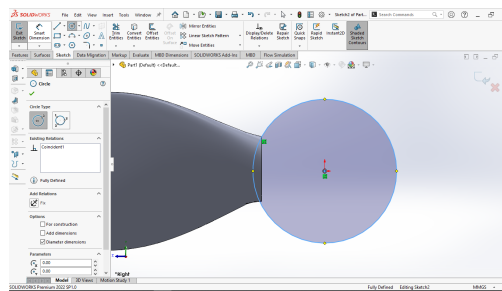 SOLIDWORKS File Edit View Insert Tools Window Sketch2 of Part... Search Commands
Exit Sketch Smart Dimension Trim Entities Convert Entities Offset Entities Mirror Entities Linear Sketch Pattern Move Entities Display/Delete Relations Repair Sketch Quick Snaps Rapid Sketch Instant2D Shaded Sketch Contours
Features Surfaces Sketch Data Migration Markup Evaluate MBD Dimensions SOLIDWORKS Add-Ins MBD Flow Simulation
Part1 (Default) <<Default...
Circle
Circle Type
Existing Relations
Coincident1
Fully Defined
Add Relations
Fix
Options
For construction
Add dimensions
Diameter dimensions
Parameters
0.00
0.00
*Right
Model 3D Views Motion Study 1
SOLIDWORKS Premium 2022 SP1.0 Fully Defined Editing Sketch2 MMGS